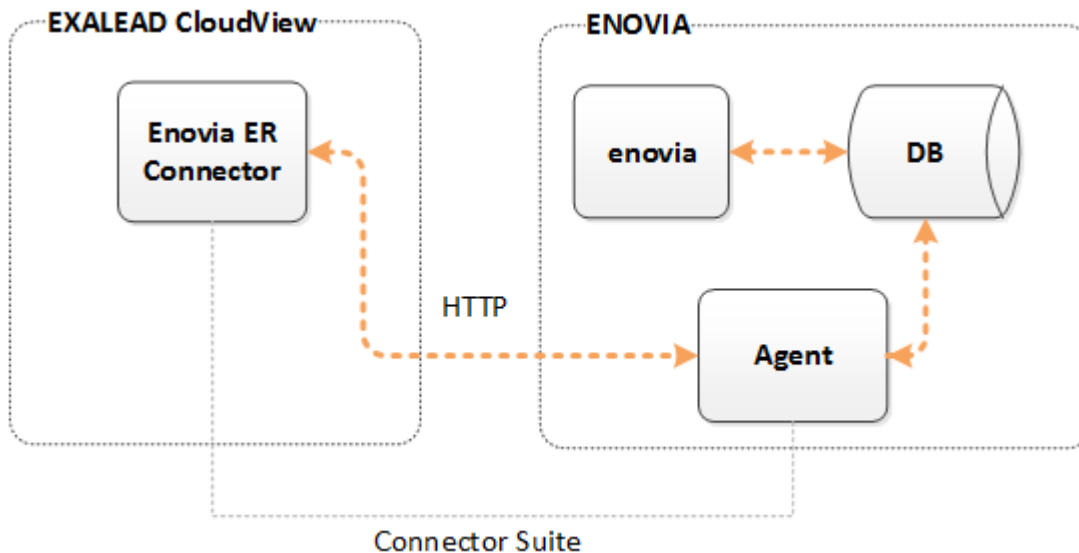 EXALEAD CloudView
ENOVIA
Enovia ER
Connector
enovia
DB
HTTP
Agent
Connector Suite